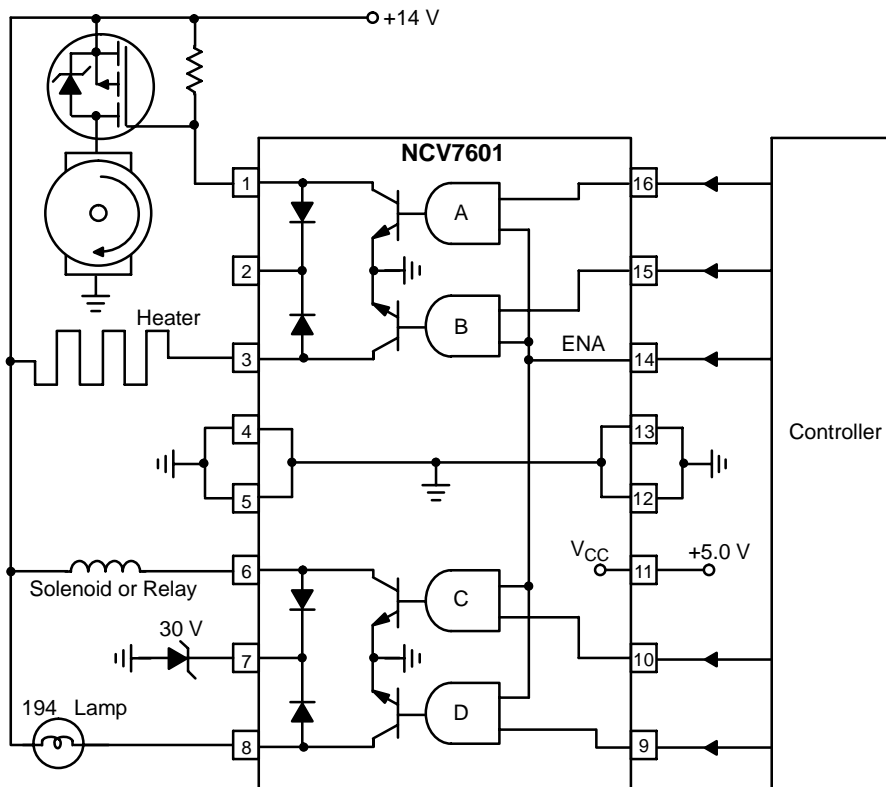 +14 V
NCV7601
1
A
16
2
15
Heater
B
ENA
3
14
4
13
Controller
5
12
VCC
+5.0 V
6
11
Solenoid or Relay
C
30 V
7
10
194 Lamp
D
8
9